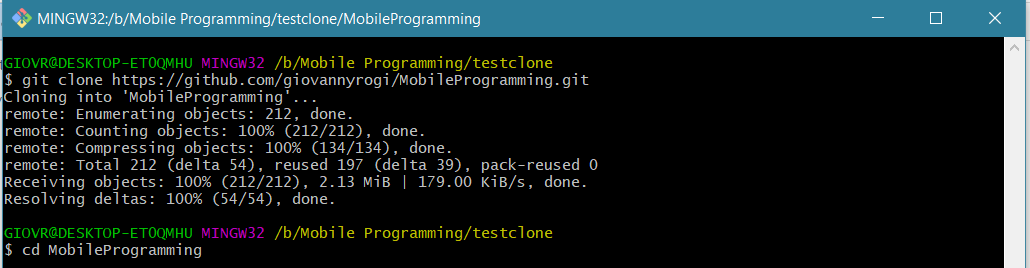 MINGW32:/b/Mobile Programming/testclone/MobileProgramming
GIOVR@DESKTOP-ET0QMHU MINGW32 /b/Mobile Programming/testclone
$ git clone https://github.com/giovannyrogi/MobileProgramming.git
Cloning into 'MobileProgramming'...
remote: Enumerating objects: 212, done.
remote: Counting objects: 100% (212/212), done.
remote: Compressing objects: 100% (134/134), done.
remote: Total 212 (delta 54), reused 197 (delta 39), pack-reused 0
Receiving objects: 100% (212/212), 2.13 MiB | 179.00 KiB/s, done.
Resolving deltas: 100% (54/54), done.
GIOVR@DESKTOP-ET0QMHU MINGW32 /b/Mobile Programming/testclone
$ cd MobileProgramming